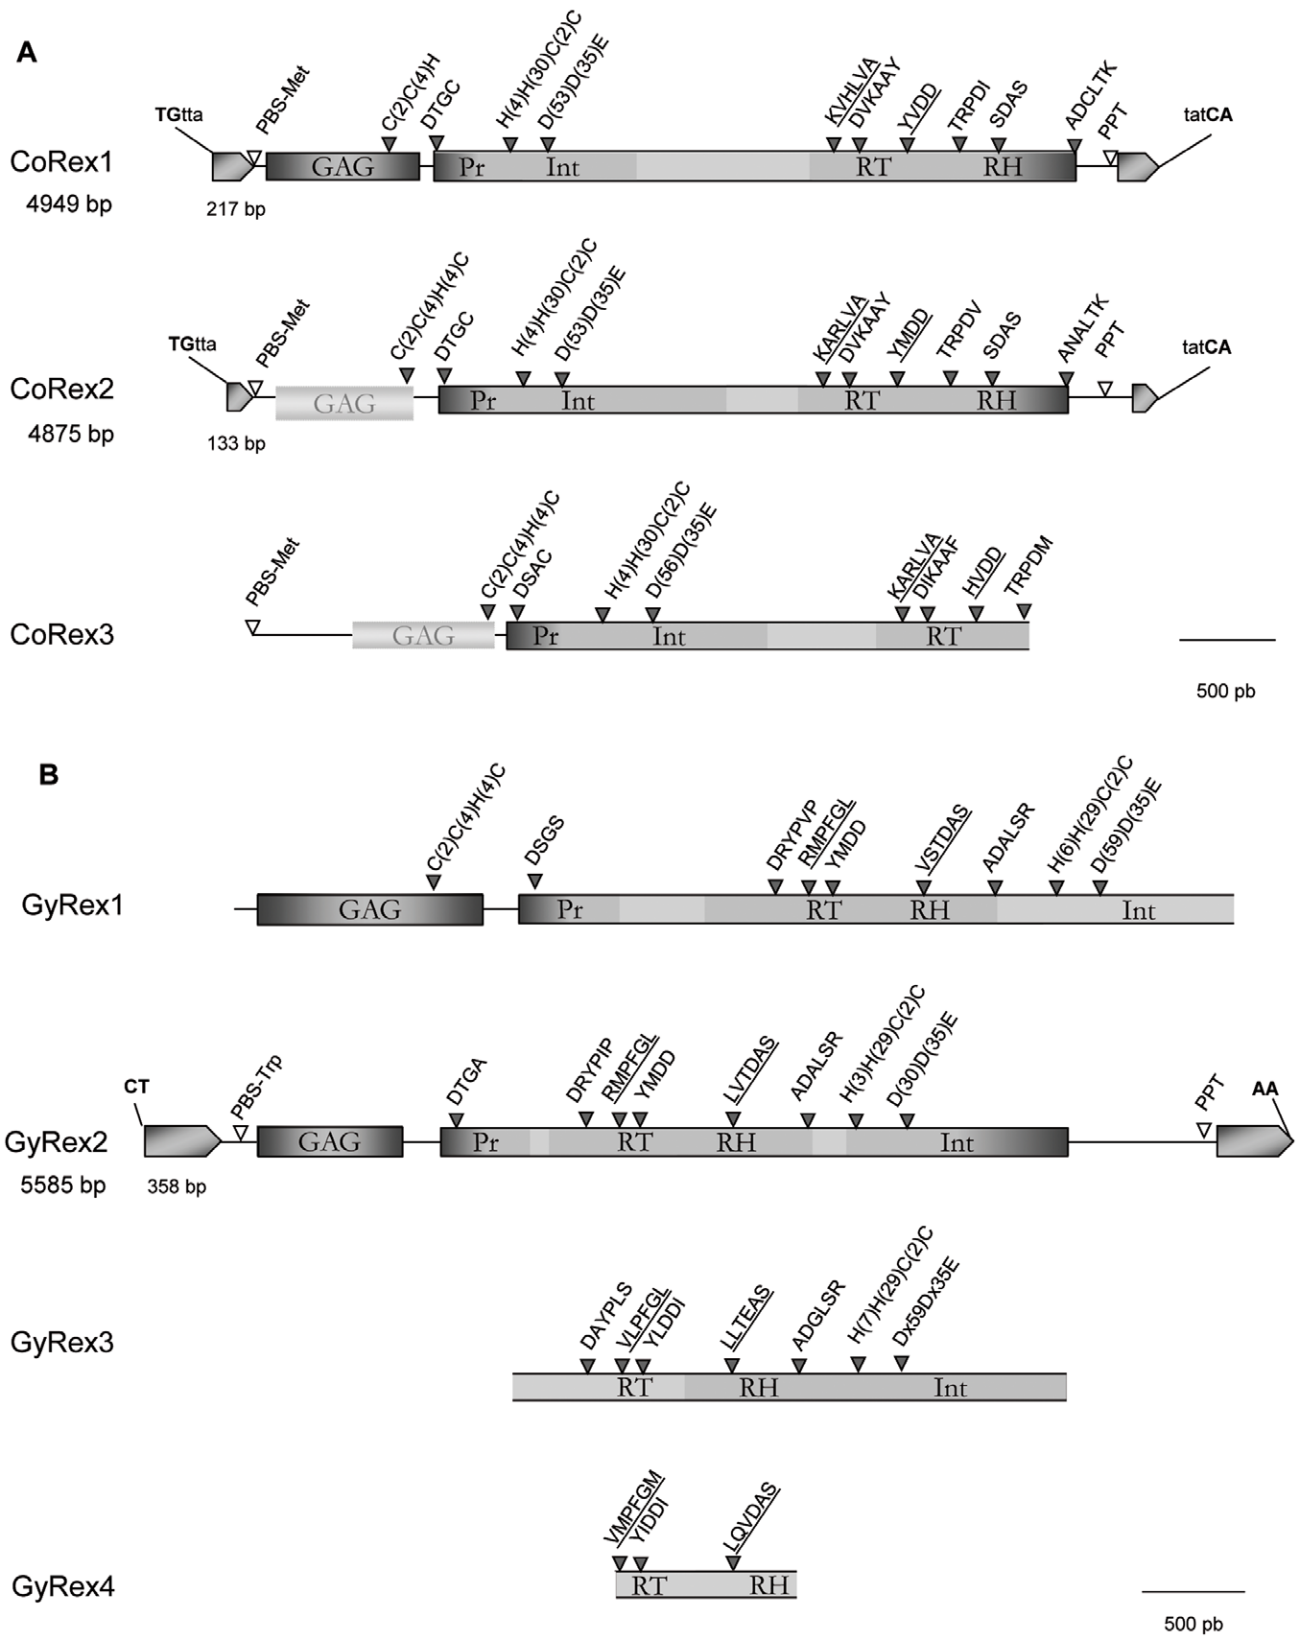 A
TGtta
PBS-Met
C(2)C(4)H
DTGC
H(4)H(30)C(2)C
D(53)D(35)E
KVHLVA
DVKAAY
YVDD
TRPDI
SDAS
ADCLTK
PPT
tatCA
CoRex1
GAG
Pr
Int
RT
RH
4949 bp
217 bp
TGtta
PBS-Met
C(2)C(4)H(4)C
DTGC
H(4)H(30)C(2)C
D(53)D(35)E
KARLVA
DVKAAY
YMDD
TRPDV
SDAS
ANALTK
PPT
tatCA
CoRex2
GAG
Pr
Int
RT
RH
4875 bp
133 bp
PBS-Met
C(2)C(4)H(4)C
DSAC
H(4)H(30)C(2)C
D(56)D(35)E
KARLVA
DIKAAF
HVDD
TRPDM
CoRex3
GAG
Pr
Int
RT
500 pb
B
C(2)C(4)H(4)C
DSGS
DRYPVP
RMPFGL
YMDD
VSTDAS
ADALSR
H(6)H(29)C(2)C
D(59)D(35)E
GyRex1
GAG
Pr
RT
RH
Int
CT
PBS-Trp
DTGA
DRYPIP
RMPFGL
YMDD
LVTDAS
ADALSR
H(3)H(29)C(2)C
D(30)D(35)E
PPT
AA
GyRex2
GAG
Pr
RT
RH
Int
5585 bp
358 bp
DAYPLS
VLPFGL
YLDDI
LLTEAS
ADGLSR
H(7)H(29)C(2)C
Dx59Dx35E
GyRex3
RT
RH
Int
VMPFGM
YIDDI
LQVDAS
GyRex4
RT
RH
500 pb